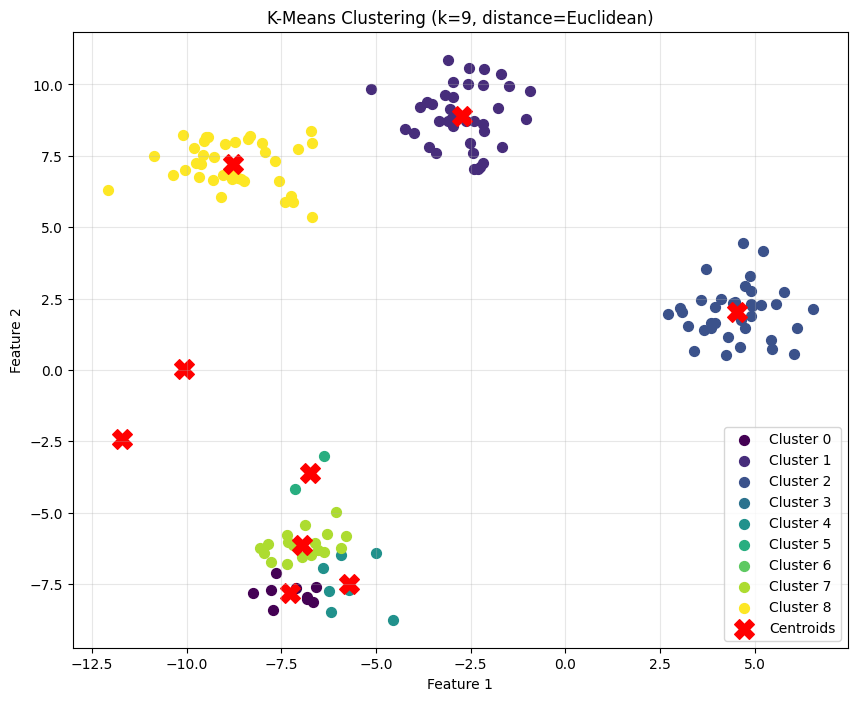 K-Means Clustering (k=9, distance=Euclidean)
Feature 2
10.0
7.5
5.0
2.5
0.0
−2.5
−5.0
−7.5
Cluster 0
Cluster 1
Cluster 2
Cluster 3
Cluster 4
Cluster 5
Cluster 6
Cluster 7
Cluster 8
Centroids
−12.5 −10.0 −7.5 −5.0 −2.5 0.0 2.5 5.0
Feature 1